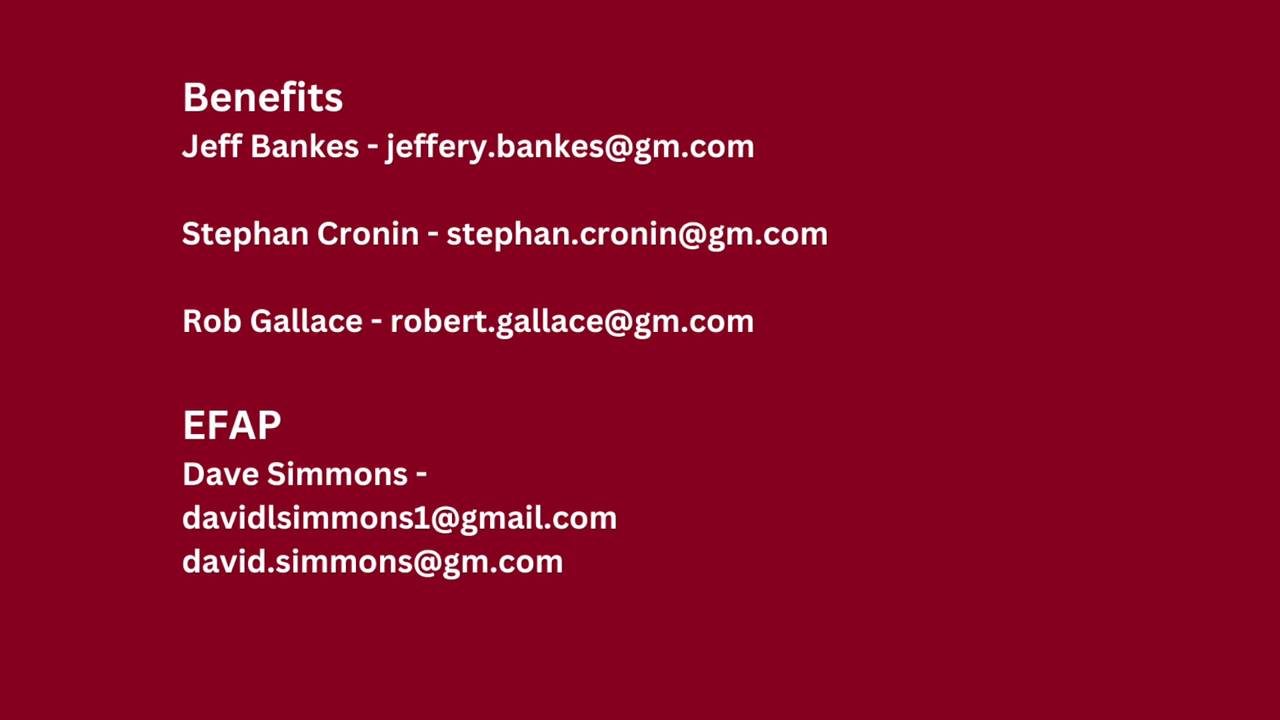 Benefits
Jeff Bankes - jeffery.bankes@gm.com
Stephan Cronin - stephan.cronin@gm.com
Rob Gallace - robert.gallace@gm.com
EFAP
Dave Simmons -
davidlsimmons1@gmail.com
david.simmons@gm.com